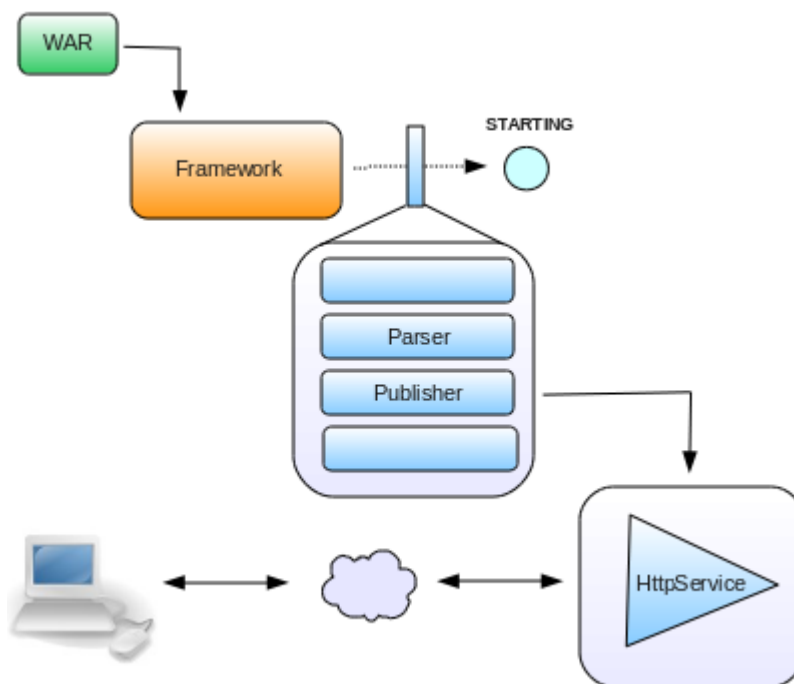 WAR
STARTING
Framework
Parser
Publisher
HttpService